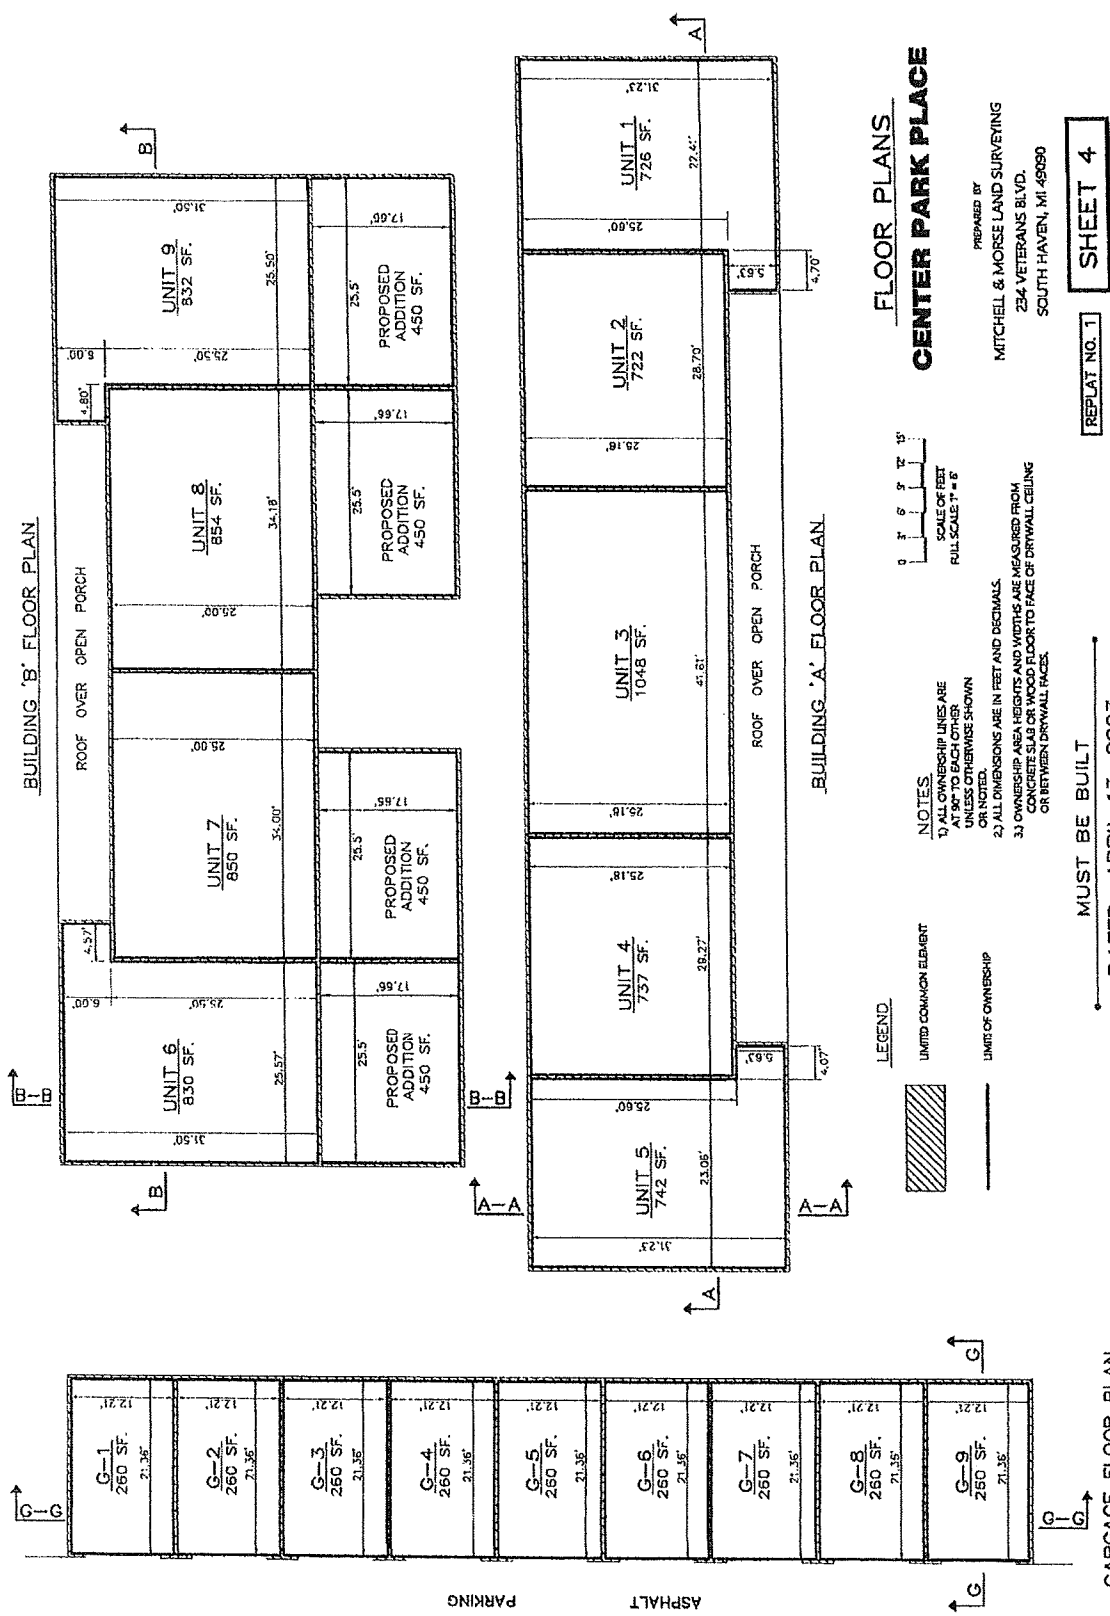 BUILDING 'B' FLOOR PLAN
ROOF OVER OPEN PORCH
B-B
B
31.50'
UNIT 6
830 SF.
25.57'
6.00'
25.50'
4.57'
UNIT 7
850 SF.
34.00'
25.00'
UNIT 8
854 SF.
34.18'
25.00'
4.80'
6.00'
25.50'
UNIT 9
832 SF.
25.50'
31.50'
B
PROPOSED
ADDITION
450 SF.
25.5'
17.66'
PROPOSED
ADDITION
450 SF.
25.5'
17.66'
PROPOSED
ADDITION
450 SF.
25.5'
17.66'
PROPOSED
ADDITION
450 SF.
25.5'
17.66'
B-B
A-A
A
31.23'
UNIT 5
742 SF.
23.06'
25.60'
5.63'
4.07'
UNIT 4
737 SF.
29.27'
25.18'
25.18'
UNIT 3
1048 SF.
41.61'
UNIT 2
722 SF.
28.70'
25.18'
25.60'
5.63'
4.70'
UNIT 1
726 SF.
22.41'
31.23'
A
A-A
ROOF OVER OPEN PORCH
BUILDING 'A' FLOOR PLAN
G-G
G-1
260 SF.
21.36'
12.21'
G-2
260 SF.
21.36'
12.21'
G-3
260 SF.
21.36'
12.21'
G-4
260 SF.
21.36'
12.21'
G-5
260 SF.
21.36'
12.21'
G-6
260 SF.
21.36'
12.21'
G-7
260 SF.
21.36'
12.21'
G-8
260 SF.
21.36'
12.21'
G-9
260 SF.
21.36'
12.21'
G
G
G-G
ASPHALT
PARKING
LEGEND
LIMITED COMMON ELEMENT
LIMITS OF OWNERSHIP
NOTES
1.) ALL OWNERSHIP LINES ARE
AT 90° TO EACH OTHER
UNLESS OTHERWISE SHOWN
OR NOTED.
2.) ALL DIMENSIONS ARE IN FEET AND DECIMALS.
3.) OWNERSHIP AREA HEIGHTS AND WIDTHS ARE MEASURED FROM
CONCRETE SLAB OR WOOD FLOOR TO FACE OF DRYWALL CEILING
OR BETWEEN DRYWALL FACES.
0 3' 6' 9' 12' 15'
SCALE OF FEET
FULL SCALE: 1" = 6'
FLOOR PLANS
CENTER PARK PLACE
PREPARED BY
MITCHELL & MORSE LAND SURVEYING
234 VETERANS BLVD.
SOUTH HAVEN, MI 49090
MUST BE BUILT
REPLAT NO. 1
SHEET 4